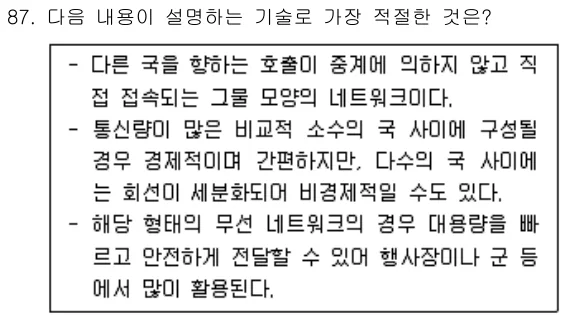 87. 다음 내용이 설명하는 기술로 가장 적절한 것은?
- 다른 국을 향하는 호출이 중계에 의하지 않고 직
접 접속되는 그물 모양의 네트워크이다.
- 통신량이 많은 비교적 소수의 국 사이에 구성될
경우 경제적이며 간편하지만, 다수의 국 사이에
는 회선이 세분화되어 비경제적일 수도 있다.
- 해당 형태의 무선 네트워크의 경우 대용량을 빠
르고 안전하게 전달할 수 있어 행사장이나 군 등
에서 많이 활용된다.